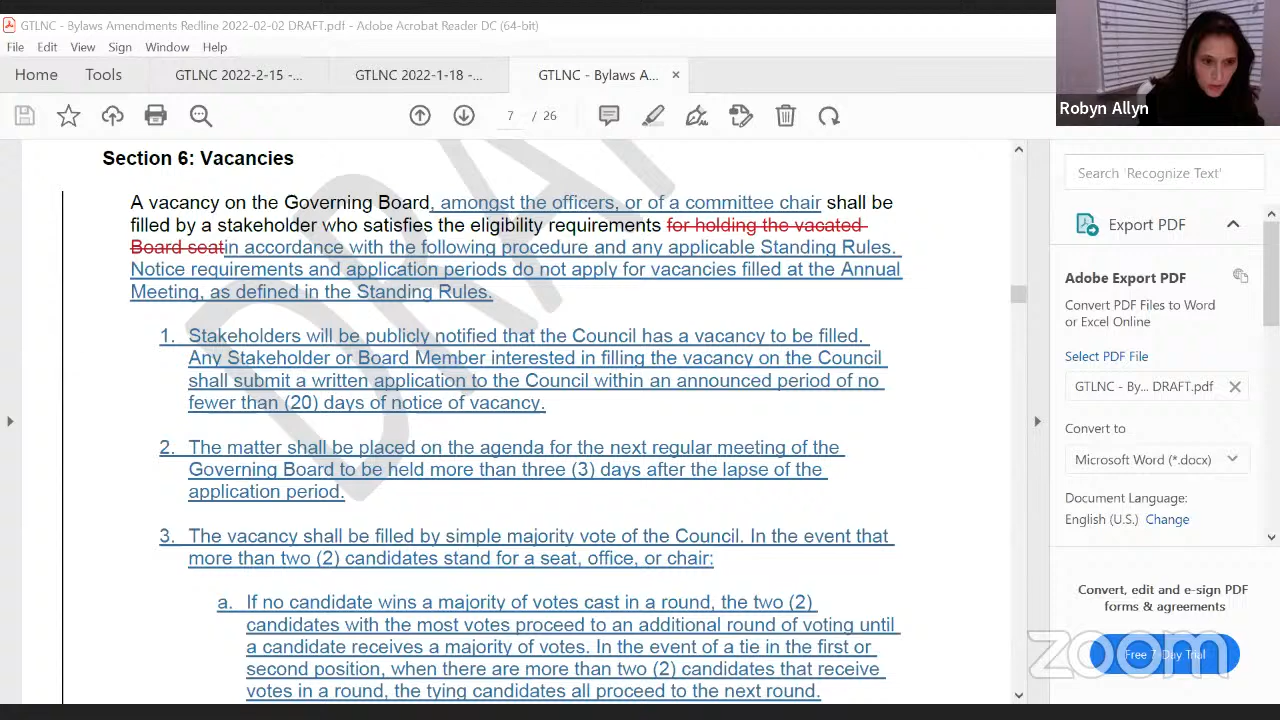 GTLNC - Bylaws Amendments Redline 2022-02-02 DRAFT.pdf - Adobe Acrobat Reader DC (64-bit)
File Edit View Sign Window Help
Home Tools GTLNC 2022-2-15 -... GTLNC 2022-1-18 -... GTLNC - Bylaws A... ×
7 / 26
Robyn Allyn
DRAFT
Section 6: Vacancies
A vacancy on the Governing Board, amongst the officers, or of a committee chair shall be
filled by a stakeholder who satisfies the eligibility requirements for holding the vacated
Board seatin accordance with the following procedure and any applicable Standing Rules.
Notice requirements and application periods do not apply for vacancies filled at the Annual
Meeting, as defined in the Standing Rules.
1. Stakeholders will be publicly notified that the Council has a vacancy to be filled.
Any Stakeholder or Board Member interested in filling the vacancy on the Council
shall submit a written application to the Council within an announced period of no
fewer than (20) days of notice of vacancy.
2. The matter shall be placed on the agenda for the next regular meeting of the
Governing Board to be held more than three (3) days after the lapse of the
application period.
3. The vacancy shall be filled by simple majority vote of the Council. In the event that
more than two (2) candidates stand for a seat, office, or chair:
a. If no candidate wins a majority of votes cast in a round, the two (2)
candidates with the most votes proceed to an additional round of voting until
a candidate receives a majority of votes. In the event of a tie in the first or
second position, when there are more than two (2) candidates that receive
votes in a round, the tying candidates all proceed to the next round.
Search 'Recognize Text'
Export PDF
Adobe Export PDF
Convert PDF Files to Word
or Excel Online
Select PDF File
GTLNC - By... DRAFT.pdf
Convert to
Microsoft Word (*.docx)
Document Language:
English (U.S.) Change
Convert, edit and e-sign PDF
forms & agreements
Free 7-Day Trial
zoom